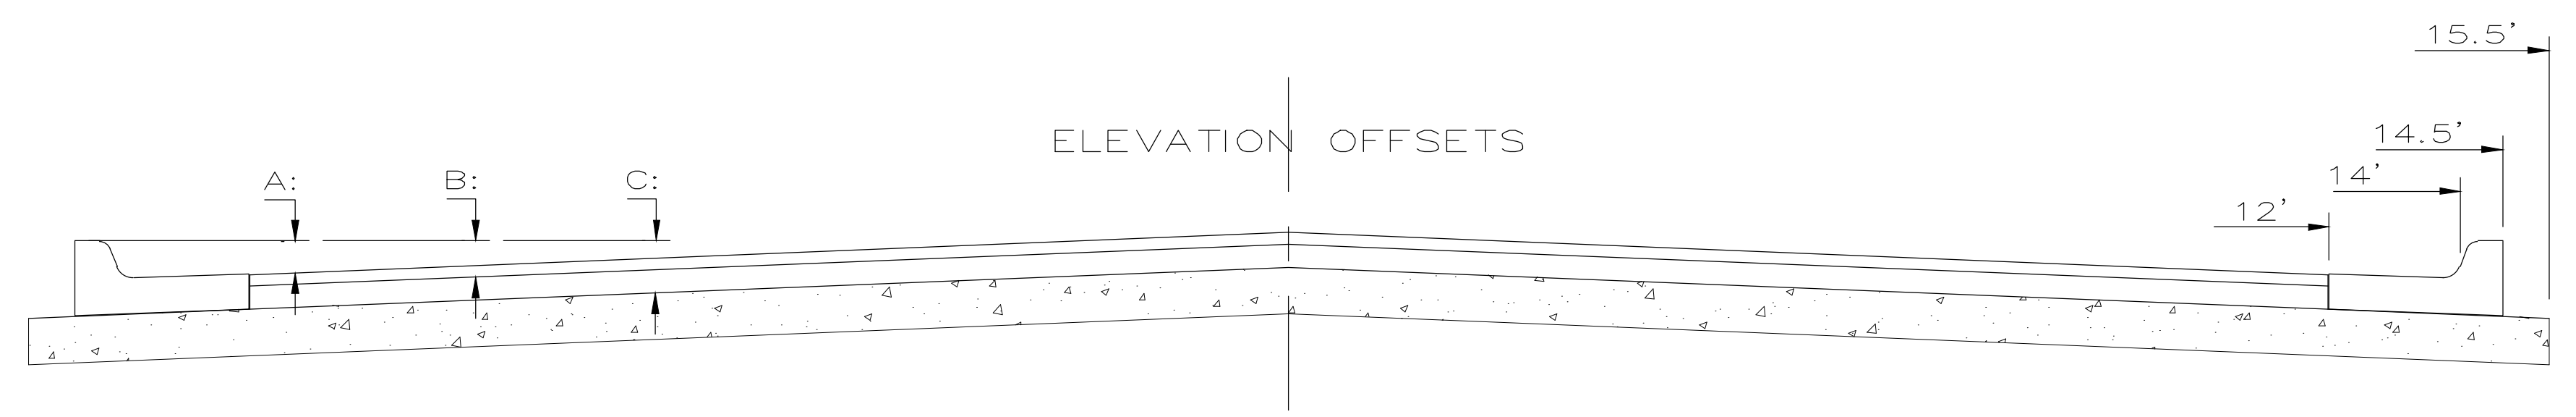 15.5'
ELEVATION OFFSETS
14.5'
A:
B:
C:
14'
12'